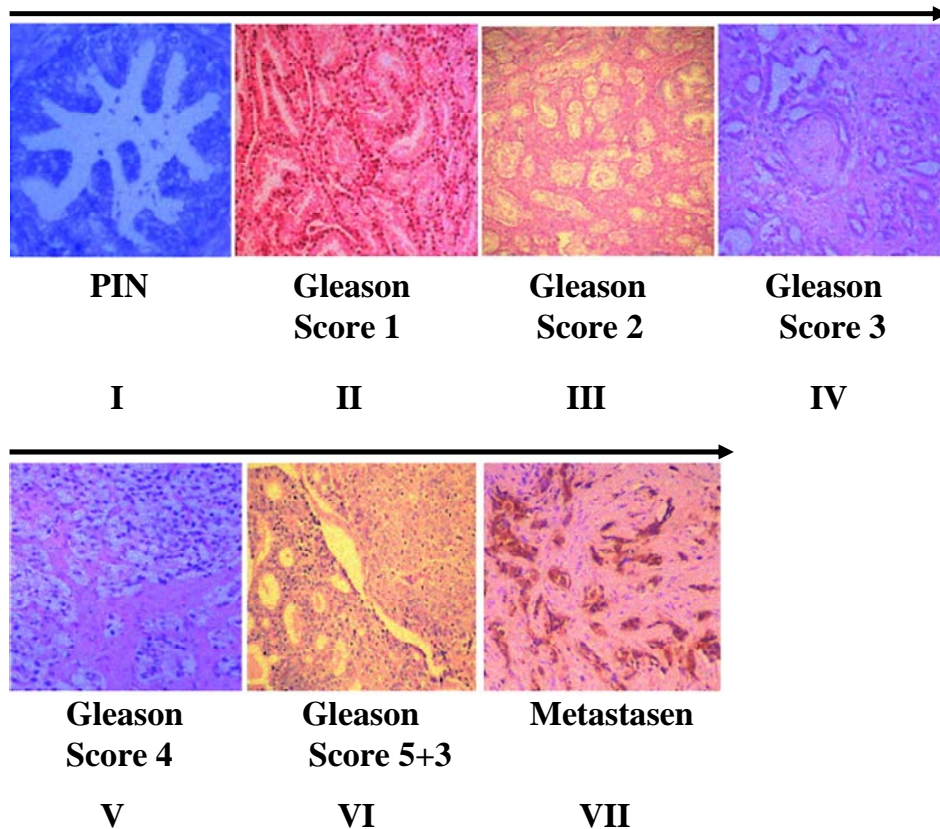 PIN
Gleason
Score 1
Gleason
Score 2
Gleason
Score 3
I
II
III
IV
Gleason
Score 4
Gleason
Score 5+3
Metastasen
V
VI
VII